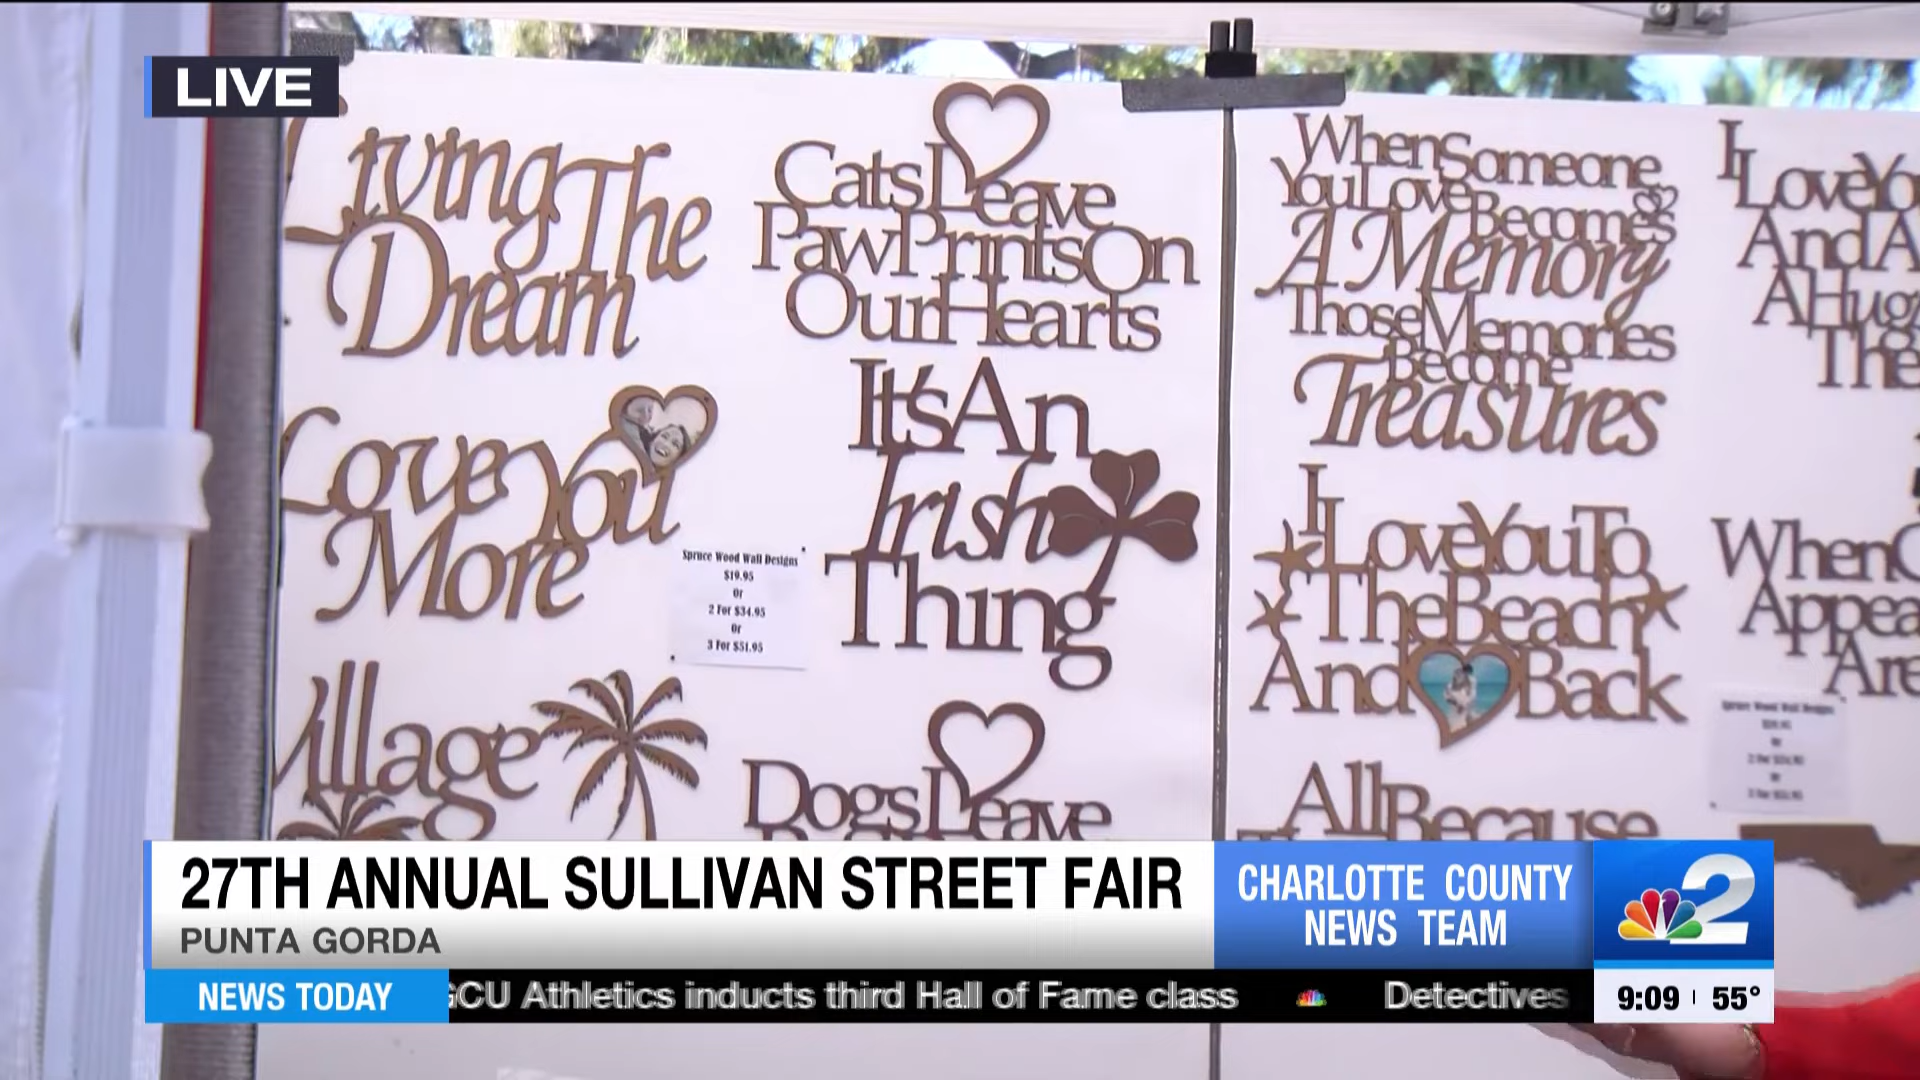 LIVE
Living The
Dream
Cats Leave
Paw Prints On
Our Hearts
When Someone
You Love Becomes
A Memory
Those Memories
Become
Treasures
I
Love
And A
A Hug
The
Love You
More
It's An
Irish
Thing
I
Love You To
The Beach
And Back
When
Appea
Are
Spruce Wood Wall Designs
$19.95
Or
2 For $34.95
Or
3 For $51.95
Village
Dogs Leave
All Because
Spruce Wood Wall Designs
27TH ANNUAL SULLIVAN STREET FAIR
PUNTA GORDA
CHARLOTTE COUNTY
NEWS TEAM
2
NEWS TODAY
GCU Athletics inducts third Hall of Fame class
Detectives
9:09
55°